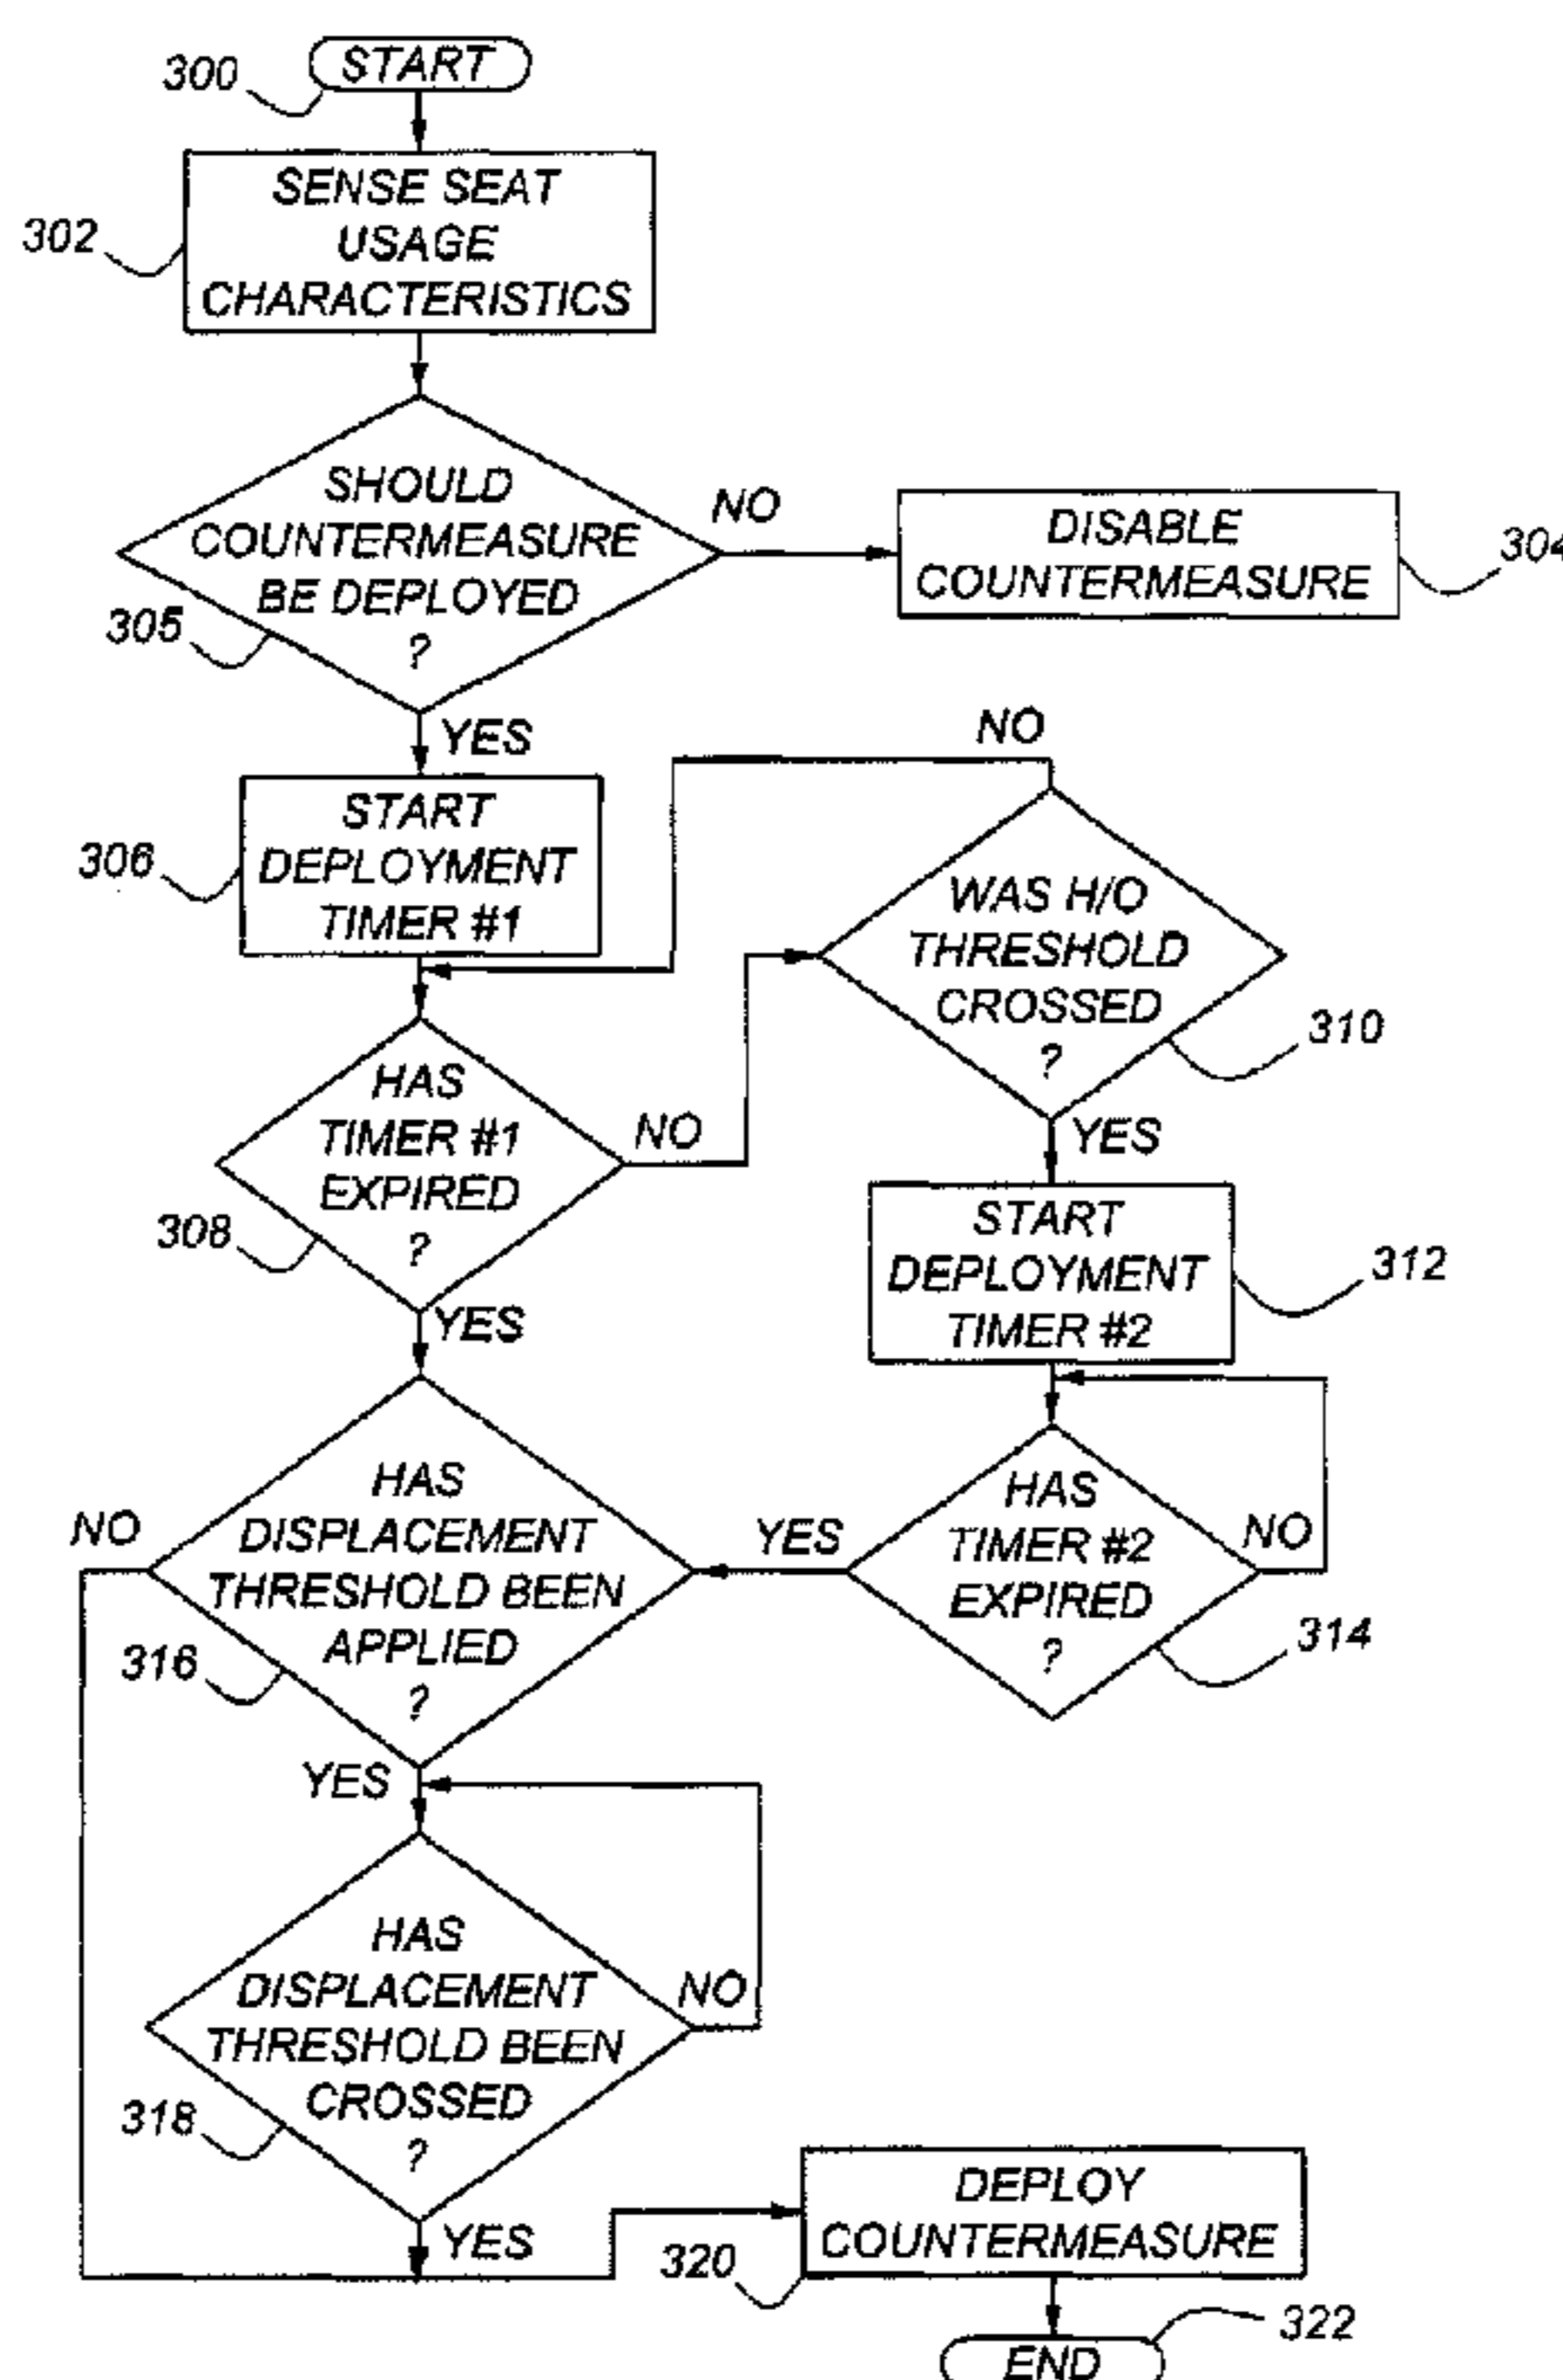 300
START
302
SENSE SEAT
USAGE
CHARACTERISTICS
305
SHOULD
COUNTERMEASURE
BE DEPLOYED
?
NO
DISABLE
COUNTERMEASURE
304
YES
306
START
DEPLOYMENT
TIMER #1
NO
WAS H/O
THRESHOLD
CROSSED
?
310
308
HAS
TIMER #1
EXPIRED
?
NO
YES
START
DEPLOYMENT
TIMER #2
312
YES
NO
HAS
DISPLACEMENT
THRESHOLD BEEN
APPLIED
?
316
YES
HAS
TIMER #2
EXPIRED
?
NO
314
YES
HAS
DISPLACEMENT
THRESHOLD BEEN
CROSSED
?
NO
318
YES
DEPLOY
COUNTERMEASURE
320
END
322